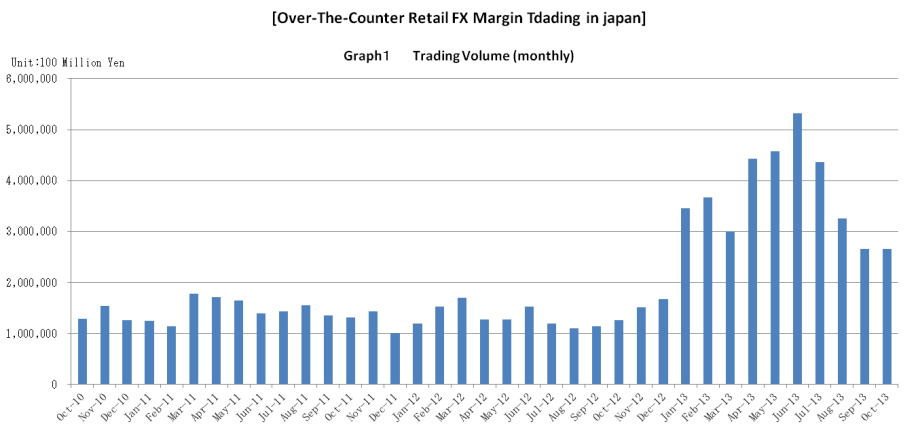 [Over-The-Counter Retail FX Margin Tdading in japan]
Graph 1 Trading Volume (monthly)
Unit:100 Million Yen
6,000,000
5,000,000
4,000,000
3,000,000
2,000,000
1,000,000
0
Oct-10
Nov-10
Dec-10
Jan-11
Feb-11
Mar-11
Apr-11
May-11
Jun-11
Jul-11
Aug-11
Sep-11
Oct-11
Nov-11
Dec-11
Jan-12
Feb-12
Mar-12
Apr-12
May-12
Jun-12
Jul-12
Aug-12
Sep-12
Oct-12
Nov-12
Dec-12
Jan-13
Feb-13
Mar-13
Apr-13
May-13
Jun-13
Jul-13
Aug-13
Sep-13
Oct-13